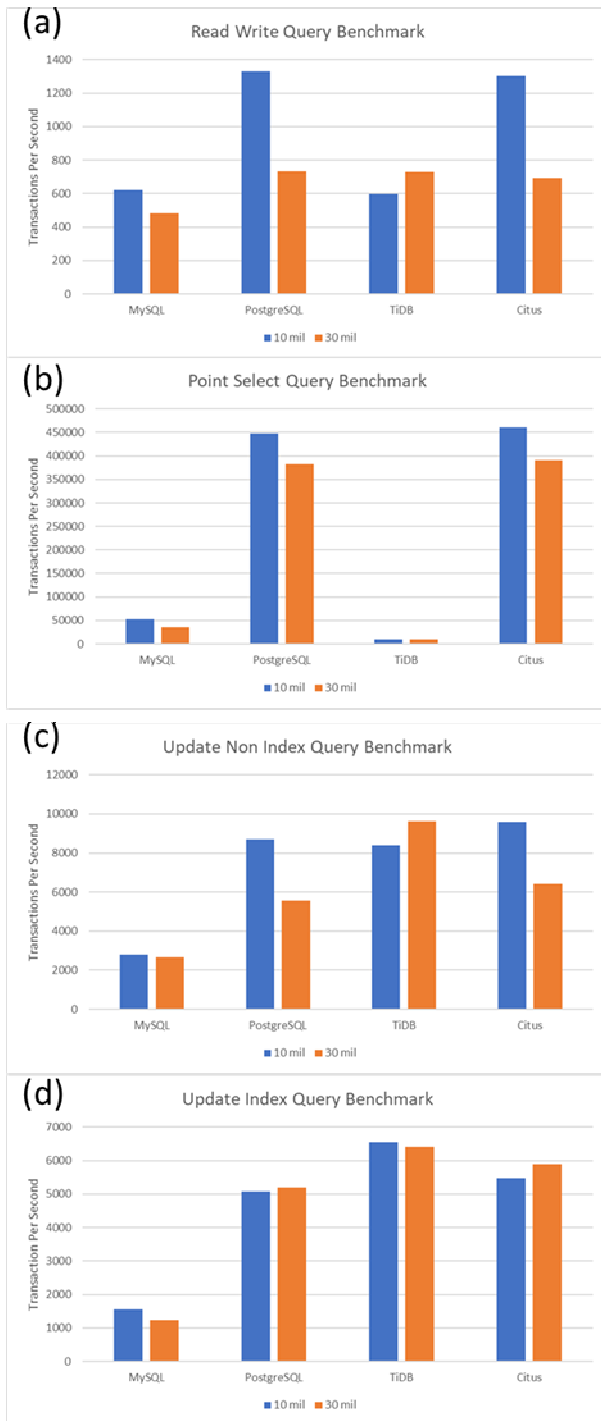 (a)
Read Write Query Benchmark
Transactions Per Second
1400
1200
1000
800
600
400
200
0
MySQL PostgreSQL TiDB Citus
10 mil 30 mil
(b)
Point Select Query Benchmark
Transactions Per Second
500000
450000
400000
350000
300000
250000
200000
150000
100000
50000
0
MySQL PostgreSQL TiDB Citus
10 mil 30 mil
(c)
Update Non Index Query Benchmark
Transactions Per Second
12000
10000
8000
6000
4000
2000
0
MySQL PostgreSQL TiDB Citus
10 mil 30 mil
(d)
Update Index Query Benchmark
Transaction Per Second
7000
6000
5000
4000
3000
2000
1000
0
MySQL PostgreSQL TiDB Citus
10 mil 30 mil